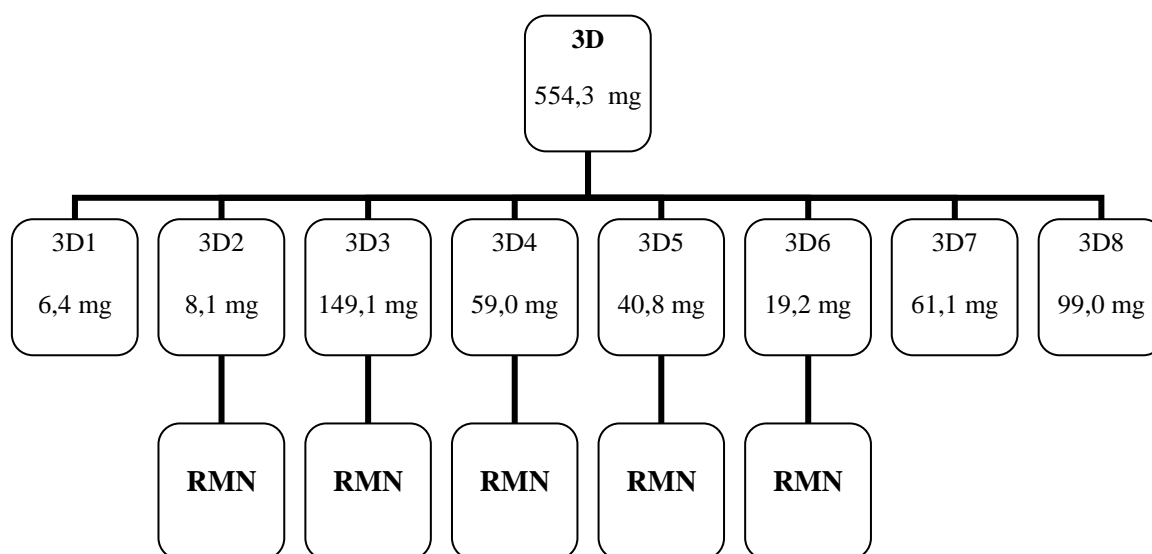 3D
554,3 mg
3D1
6,4 mg
3D2
8,1 mg
3D3
149,1 mg
3D4
59,0 mg
3D5
40,8 mg
3D6
19,2 mg
3D7
61,1 mg
3D8
99,0 mg
RMN
RMN
RMN
RMN
RMN